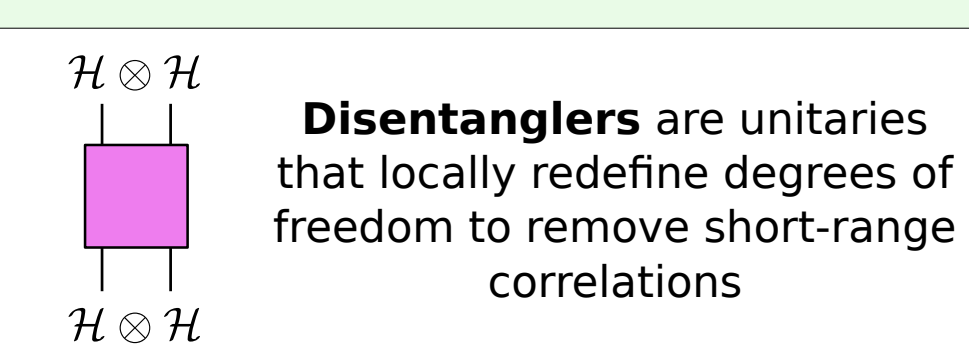 ℋ ⊗ ℋ
Disentanglers are unitaries
that locally redefine degrees of
freedom to remove short-range
correlations
ℋ ⊗ ℋ